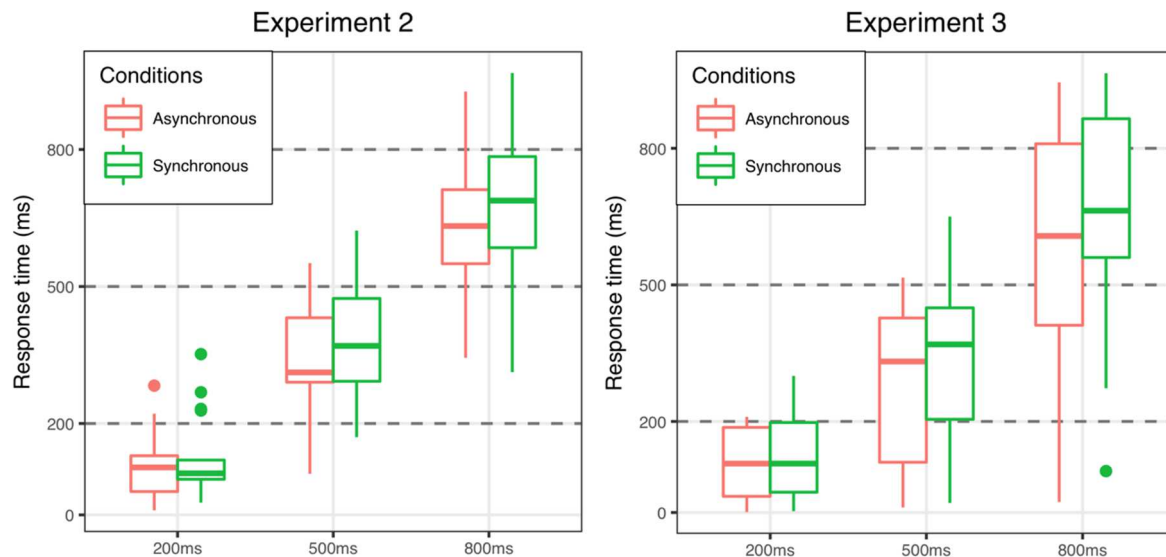 Experiment 2
Conditions
Asynchronous
Synchronous
Response time (ms)
800
500
200
0
200ms
500ms
800ms
Experiment 3
Conditions
Asynchronous
Synchronous
Response time (ms)
800
500
200
0
200ms
500ms
800ms